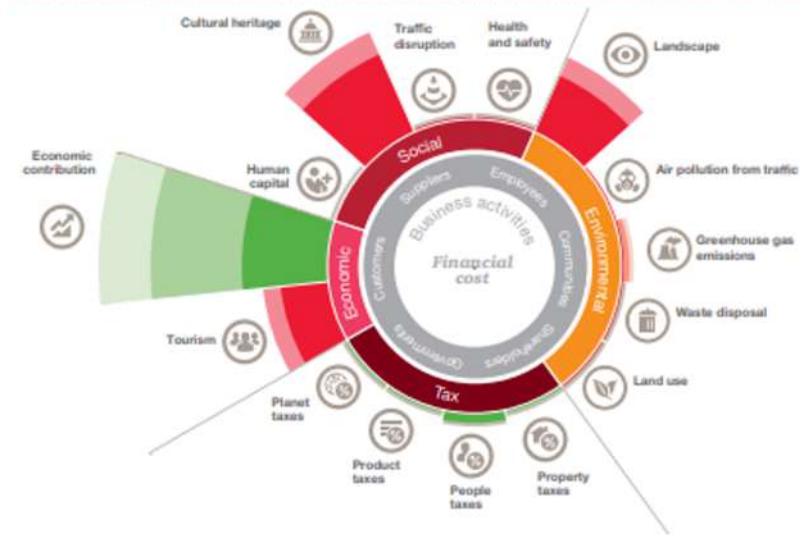 Cultural heritage
Traffic
disruption
Health
and safety
Landscape
Economic
contribution
Human
capital
Social
Air pollution from traffic
Suppliers
Employees
Business activities
Financial
cost
Customers
Communities
Economic
Environmental
Greenhouse gas
emissions
Waste disposal
Tourism
Governments
Shareholders
Land use
Tax
Planet
taxes
Product
taxes
People
taxes
Property
taxes